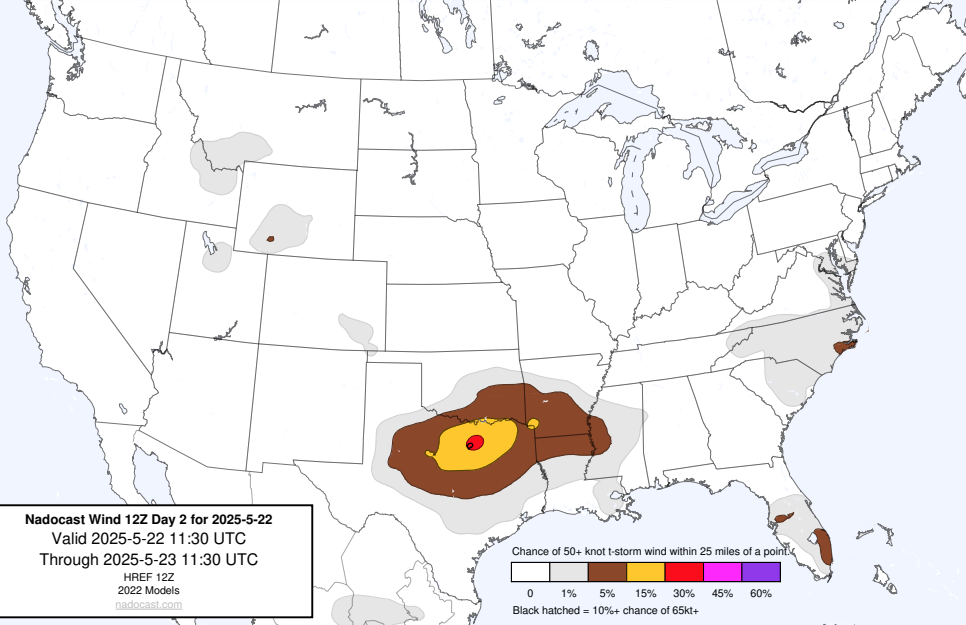 Nadocast Wind 12Z Day 2 for 2025-5-22
Valid 2025-5-22 11:30 UTC
Through 2025-5-23 11:30 UTC
HREF 12Z
2022 Models
nadocast.com
Chance of 50+ knot t-storm wind within 25 miles of a point.
0 1% 5% 15% 30% 45% 60%
Black hatched = 10%+ chance of 65kt+